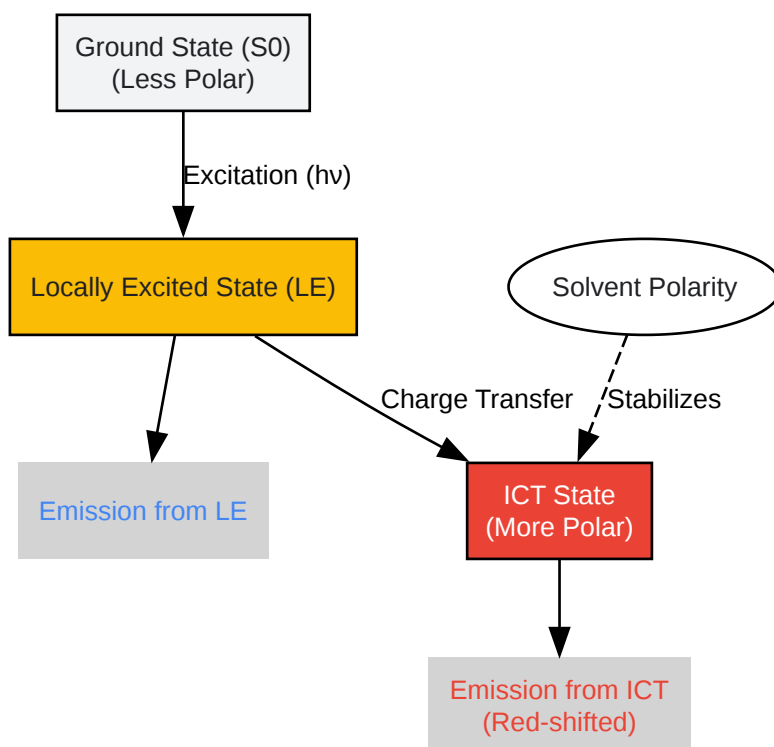 Ground State (S0)
(Less Polar)
Excitation (hν)
Locally Excited State (LE)
Solvent Polarity
Charge Transfer
Stabilizes
Emission from LE
ICT State
(More Polar)
Emission from ICT
(Red-shifted)